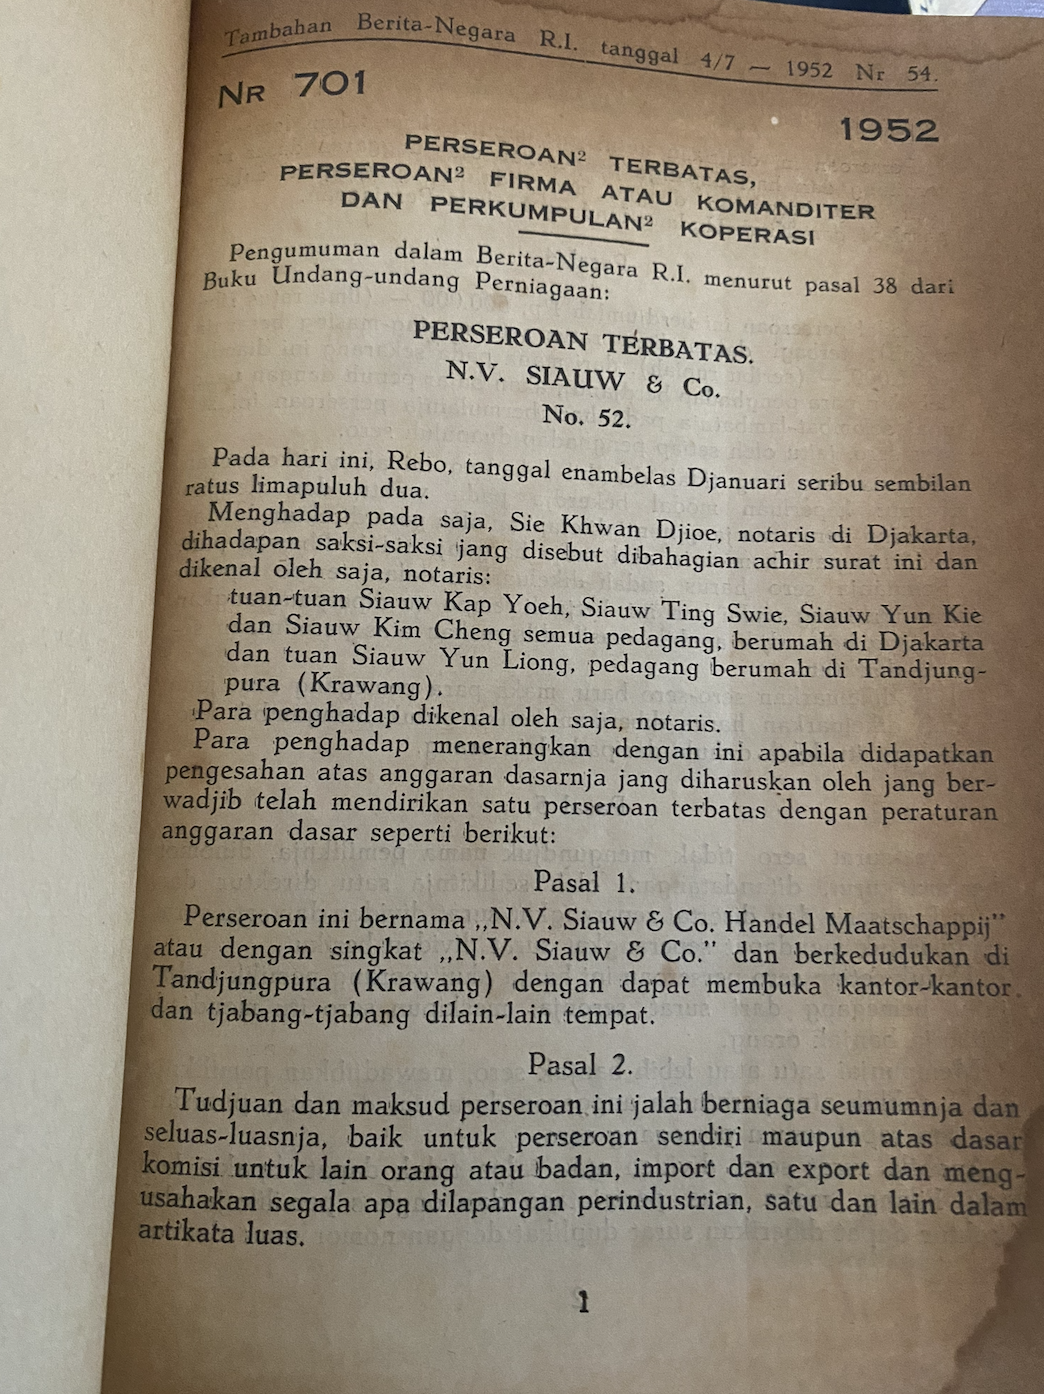 Tambahan Berita-Negara R.I. tanggal 4/7 — 1952 Nr 54.
NR 701
1952
PERSEROAN² TERBATAS,
PERSEROAN² FIRMA ATAU KOMANDITER
DAN PERKUMPULAN² KOPERASI
Pengumuman dalam Berita-Negara R.I. menurut pasal 38 dari
Buku Undang-undang Perniagaan:
PERSEROAN TERBATAS.
N.V. SIAUW & Co.
No. 52.
Pada hari ini, Rebo, tanggal enambelas Djanuari seribu sembilan
ratus limapuluh dua.
Menghadap pada saja, Sie Khwan Djioe, notaris di Djakarta,
dihadapan saksi-saksi jang disebut dibahagian achir surat ini dan
dikenal oleh saja, notaris:
tuan-tuan Siauw Kap Yoeh, Siauw Ting Swie, Siauw Yun Kie
dan Siauw Kim Cheng semua pedagang, berumah di Djakarta
dan tuan Siauw Yun Liong, pedagang berumah di Tandjung-
pura (Krawang).
Para penghadap dikenal oleh saja, notaris.
Para penghadap menerangkan dengan ini apabila didapatkan
pengesahan atas anggaran dasarnja jang diharuskan oleh jang ber-
wadjib telah mendirikan satu perseroan terbatas dengan peraturan
anggaran dasar seperti berikut:
Pasal 1.
Perseroan ini bernama ,,N.V. Siauw & Co. Handel Maatschappij"
atau dengan singkat ,,N.V. Siauw & Co." dan berkedudukan di
Tandjungpura (Krawang) dengan dapat membuka kantor-kantor
dan tjabang-tjabang dilain-lain tempat.
Pasal 2.
Tudjuan dan maksud perseroan ini jalah berniaga seumumnja dan
seluas-luasnja, baik untuk perseroan sendiri maupun atas dasar
komisi untuk lain orang atau badan, import dan export dan meng-
usahakan segala apa dilapangan perindustrian, satu dan lain dalam
artikata luas.
1